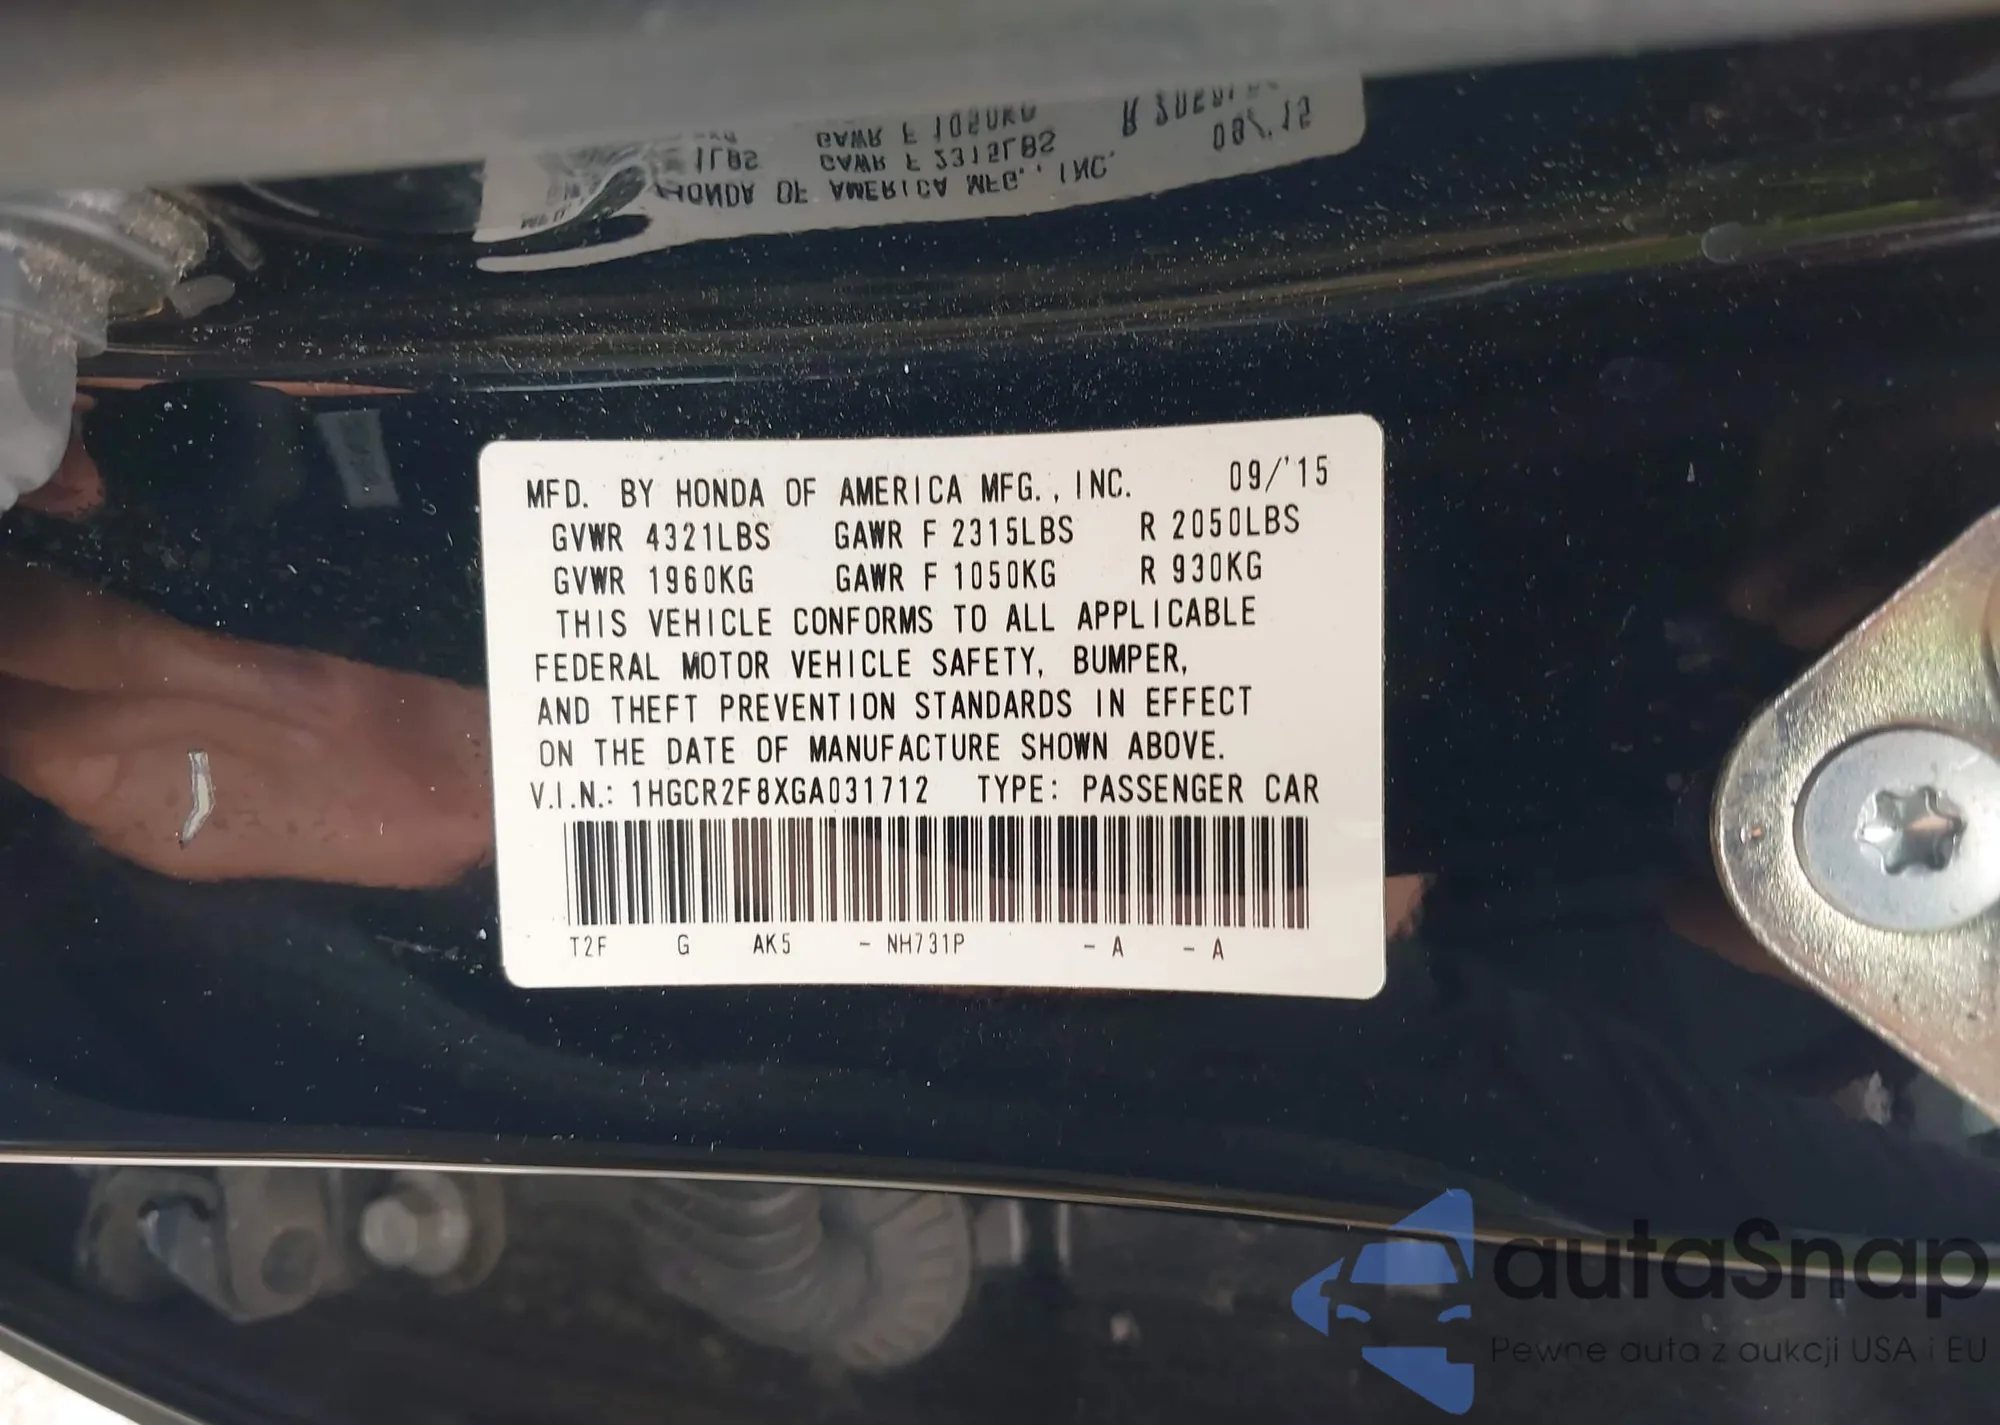 MFD. BY HONDA OF AMERICA MFG., INC. 09/'15
GVWR 4321LBS GAWR F 2315LBS R 2050LBS
GVWR 1960KG GAWR F 1050KG R 930KG
THIS VEHICLE CONFORMS TO ALL APPLICABLE
FEDERAL MOTOR VEHICLE SAFETY, BUMPER,
AND THEFT PREVENTION STANDARDS IN EFFECT
ON THE DATE OF MANUFACTURE SHOWN ABOVE.
V.I.N.: 1HGCR2F8XGA031712 TYPE: PASSENGER CAR
T2F G AK5 - NH731P - A - A
autaSnap
Pewne auta z aukcji USA i EU